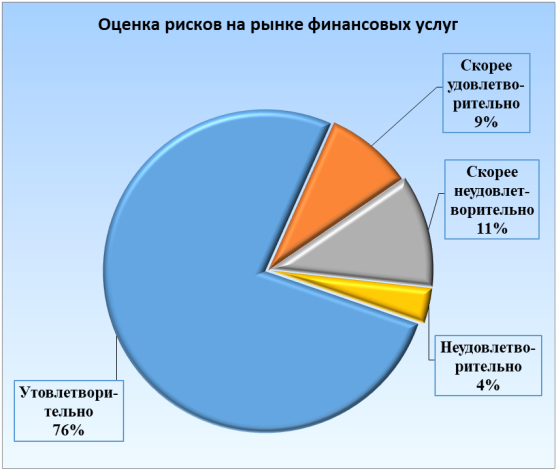 Оценка рисков на рынке финансовых услуг
Скорее
удовлетво-
рительно
9%
Скорее
неудовлет-
ворительно
11%
Неудовлетво-
рительно
4%
Утовлетвори-
тельно
76%